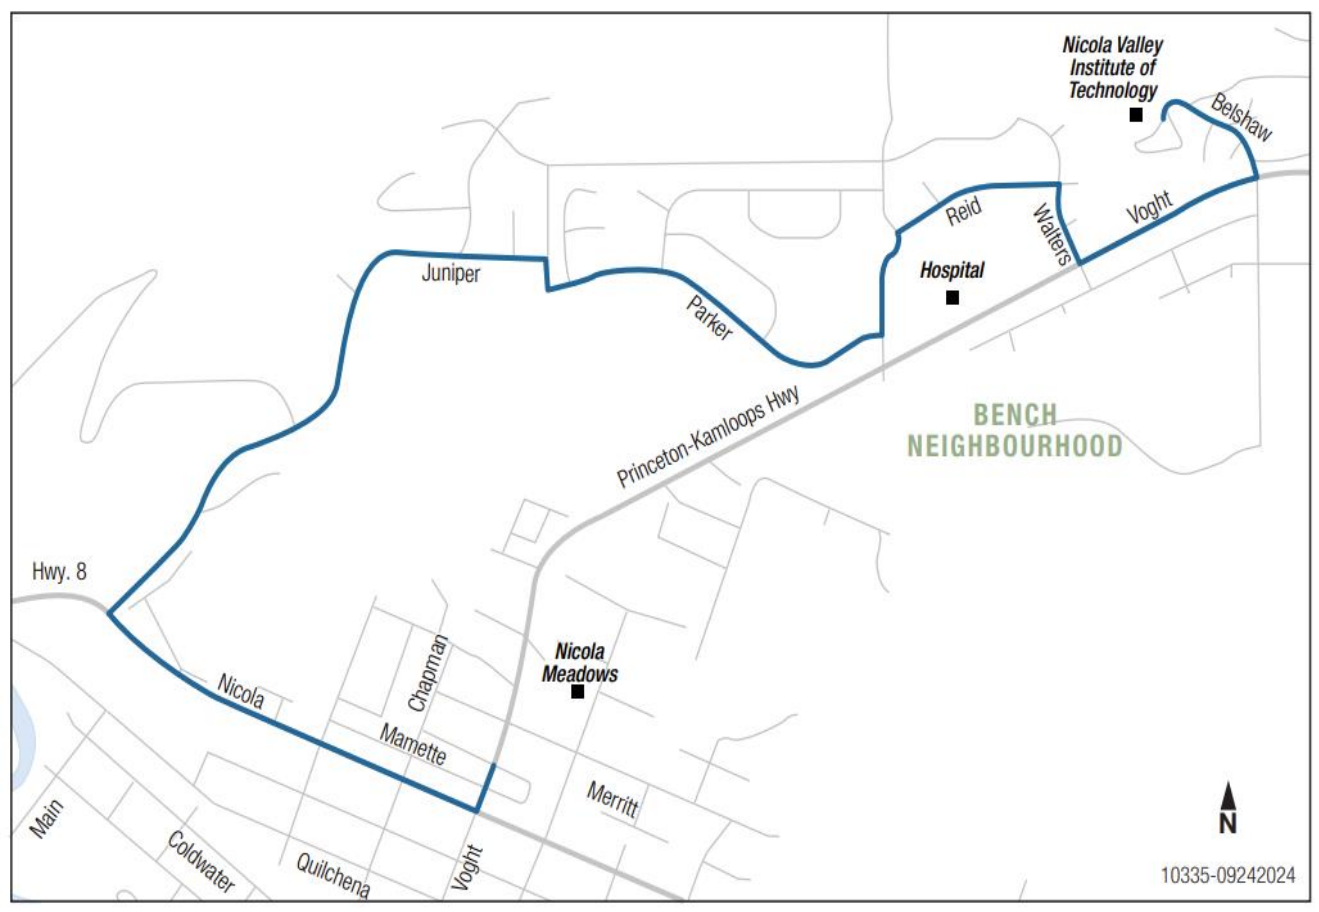 Nicola Valley
Institute of
Technology
Belshaw
Voght
Reid
Walters
Hospital
Juniper
Parker
Princeton-Kamloops Hwy
BENCH
NEIGHBOURHOOD
Hwy. 8
Nicola
Chapman
Nicola
Meadows
Mamette
Merritt
Main
Coldwater
Quilchena
Voght
N
10335-09242024